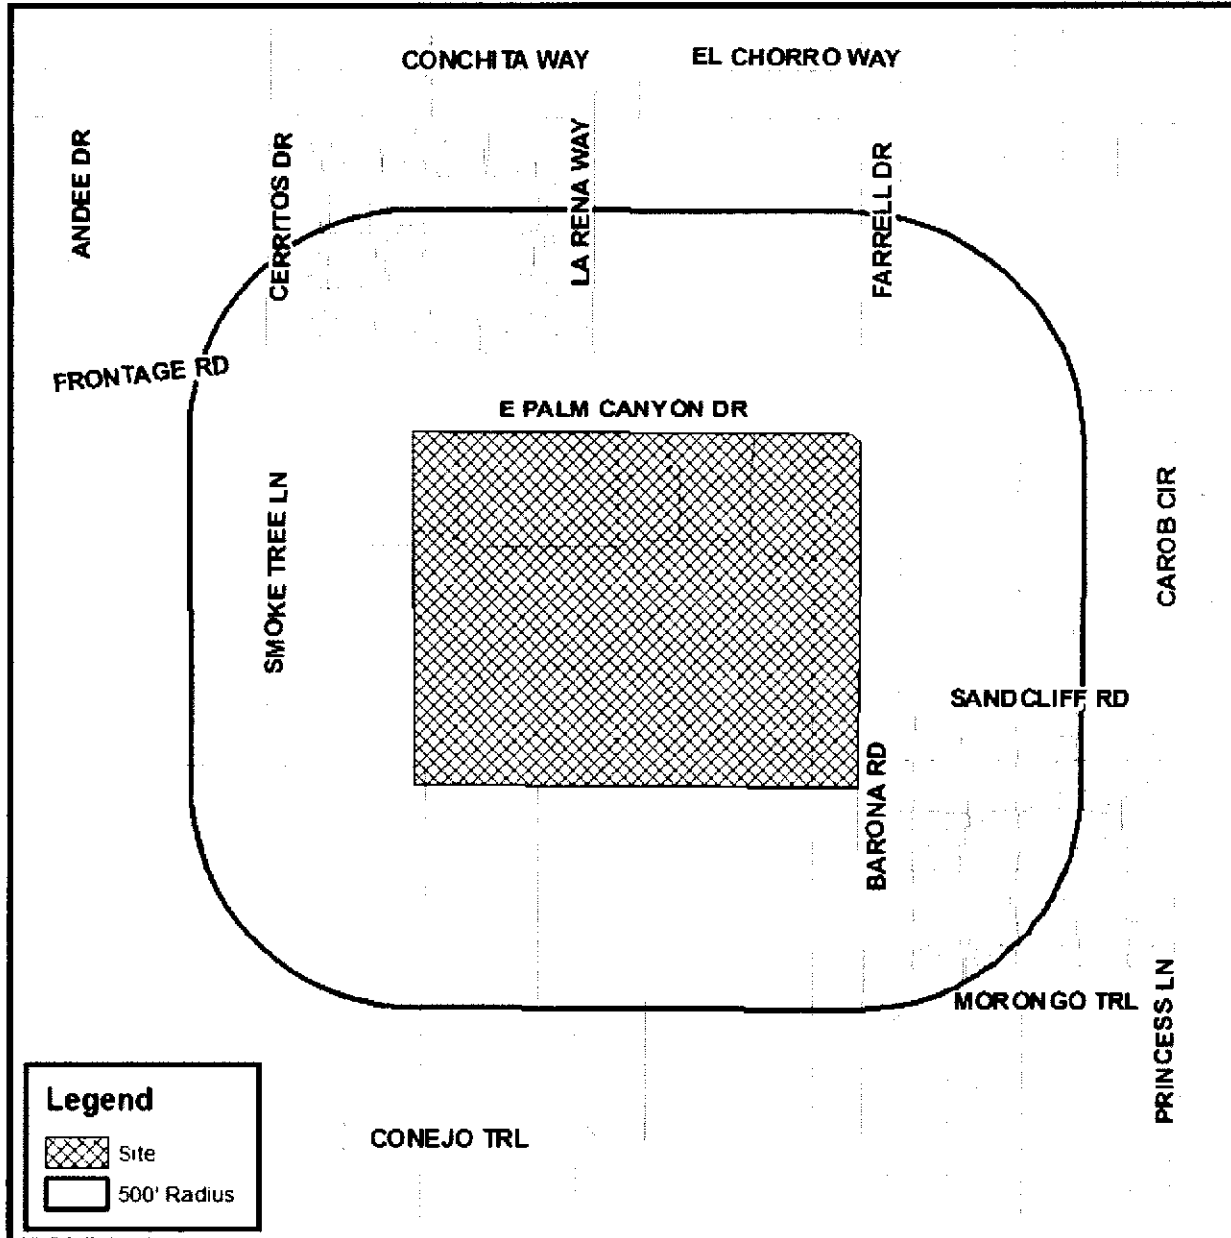 CONCHITA WAY
EL CHORRO WAY
ANDEE DR
CERRITOS DR
LA RENA WAY
FARRELL DR
FRONTAGE RD
E PALM CANYON DR
SMOKE TREE LN
CAROB CIR
SANDCLIFF RD
BARONA RD
MORONGO TRL
PRINCESS LN
CONEJO TRL
Legend
Site
500' Radius